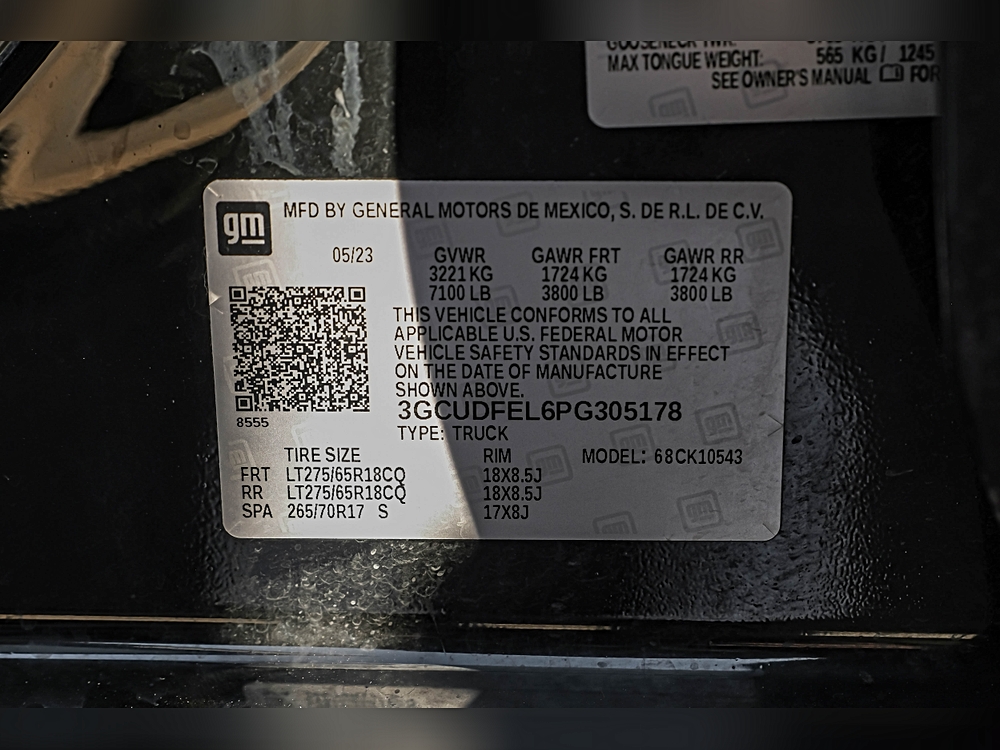 MAX TONGUE WEIGHT: 565 KG / 1245
SEE OWNER'S MANUAL FOR
gm
MFD BY GENERAL MOTORS DE MEXICO, S. DE R.L. DE C.V.
05/23 GVWR GAWR FRT GAWR RR
3221 KG 1724 KG 1724 KG
7100 LB 3800 LB 3800 LB
THIS VEHICLE CONFORMS TO ALL
APPLICABLE U.S. FEDERAL MOTOR
VEHICLE SAFETY STANDARDS IN EFFECT
ON THE DATE OF MANUFACTURE
SHOWN ABOVE.
3GCUDFEL6PG305178
8555
TYPE: TRUCK
TIRE SIZE RIM MODEL: 68CK10543
FRT LT275/65R18CQ 18X8.5J
RR LT275/65R18CQ 18X8.5J
SPA 265/70R17 S 17X8J